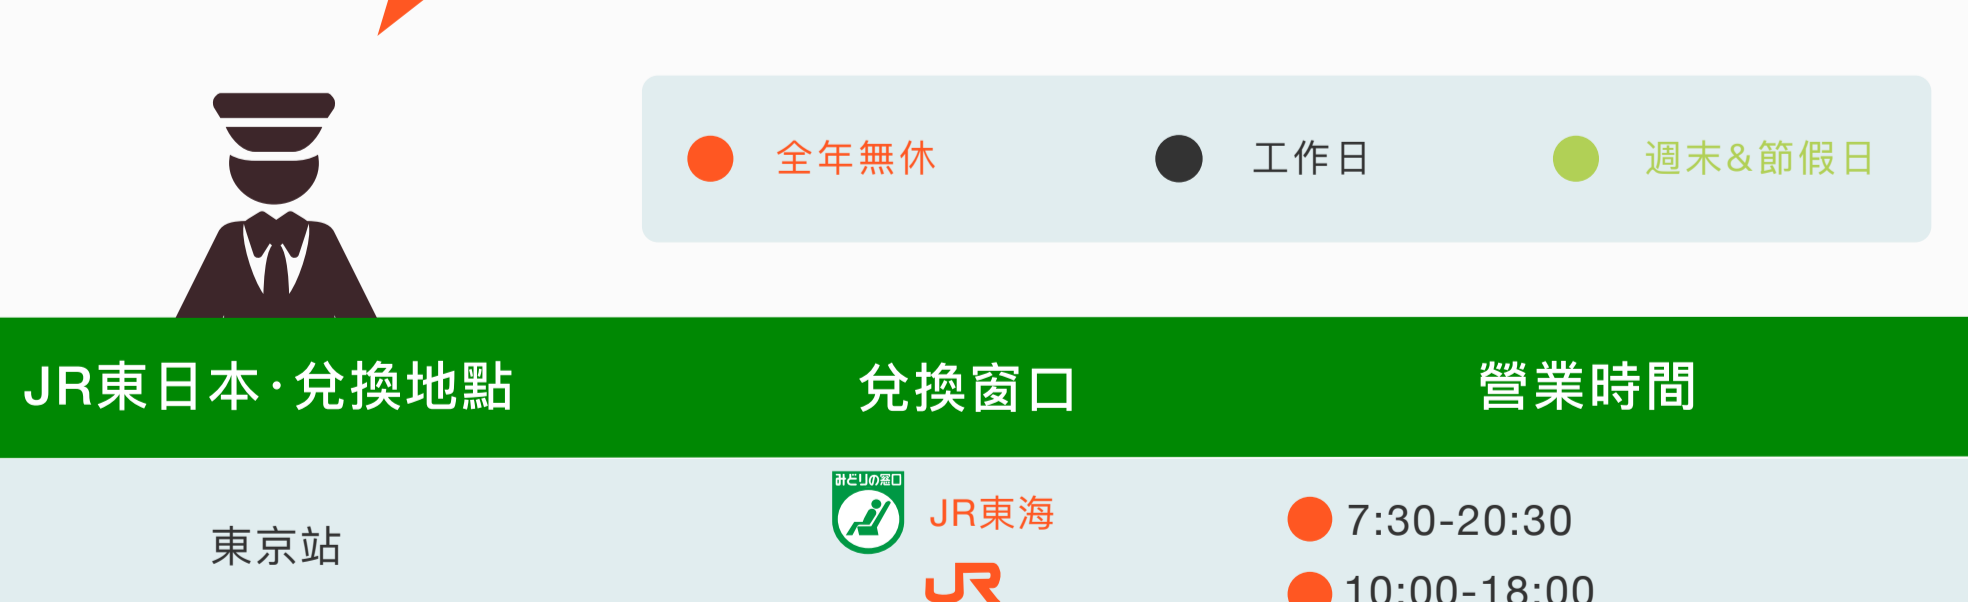 全年無休 工作日 週末&節假日
JR東日本·兌換地點 兌換窗口 營業時間
みどりの窓口
JR東海 7:30-20:30
東京站
JR 10:00-18:00